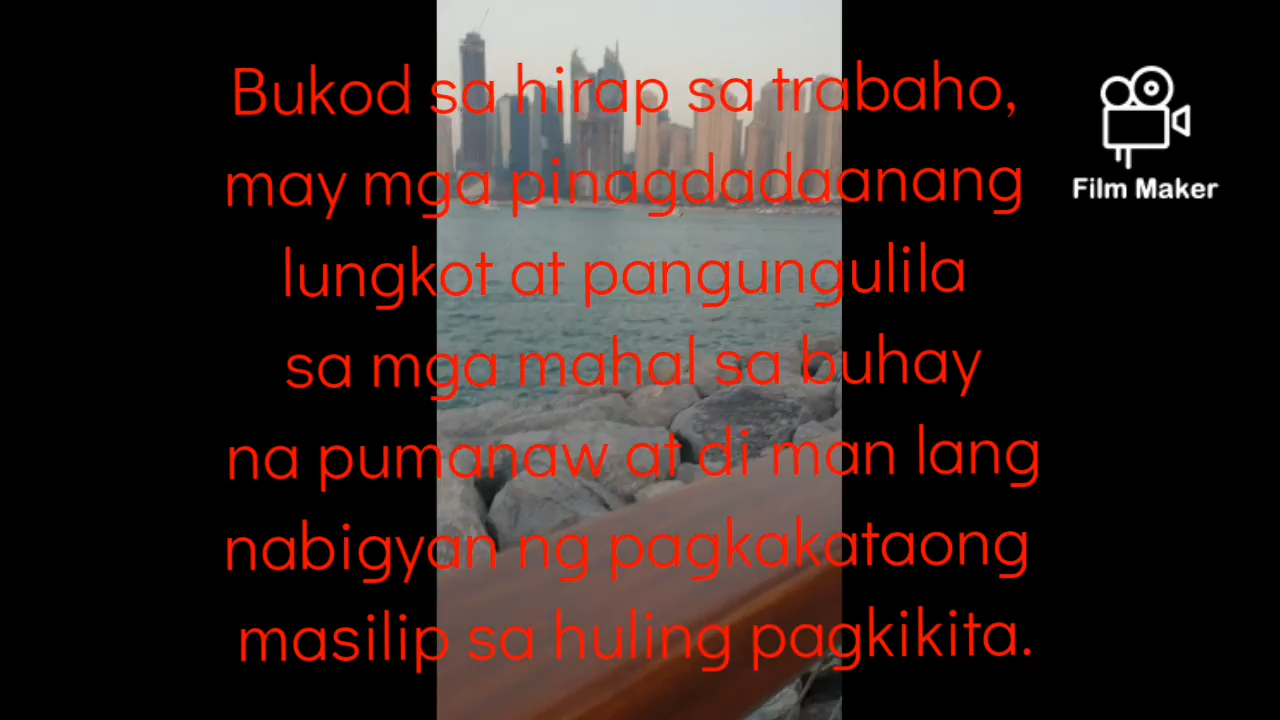 Bukod sa hirap sa trabaho,
may mga pinagdadaanang
lungkot at pangungulila
sa mga mahal sa buhay
na pumanaw at di man lang
nabigyan ng pagkakataong
masilip sa huling pagkikita.
Film Maker